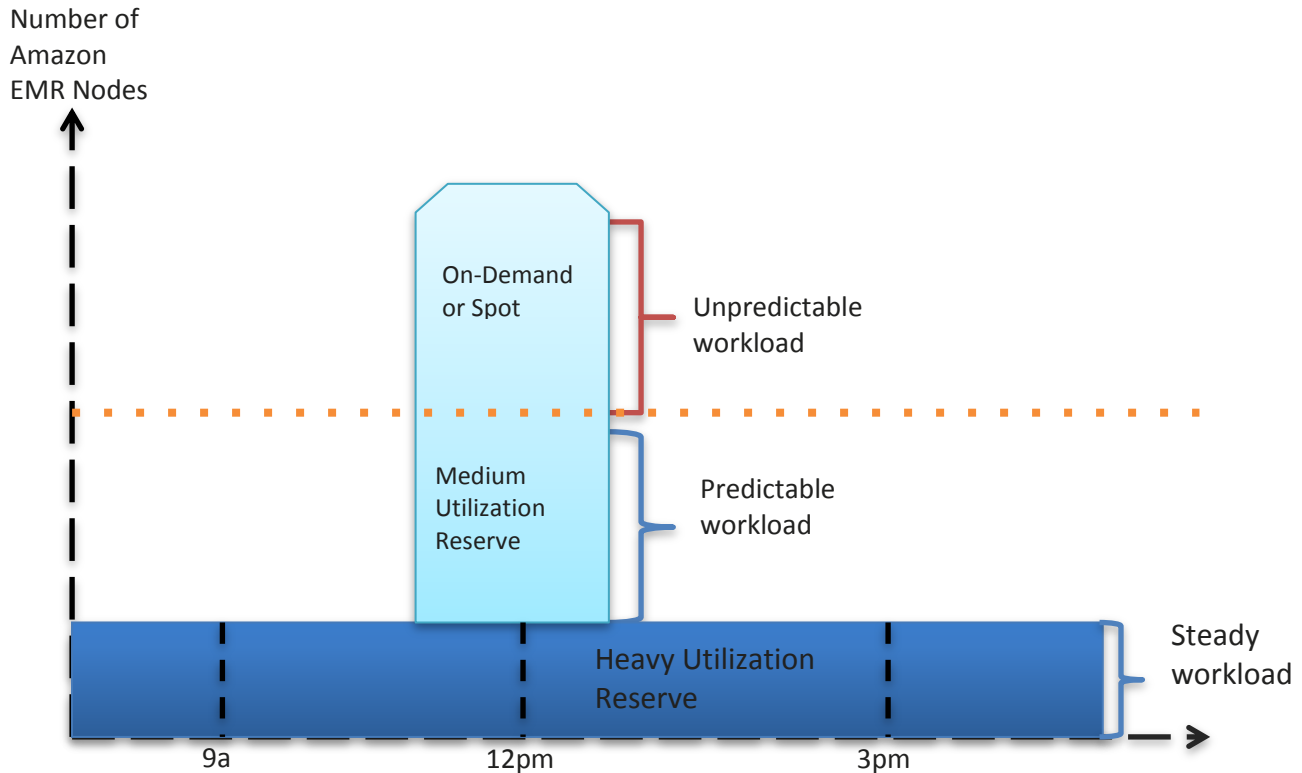 Number of
Amazon
EMR Nodes
On-Demand
or Spot
Unpredictable
workload
Medium
Utilization
Reserve
Predictable
workload
Heavy Utilization
Reserve
Steady
workload
9a
12pm
3pm